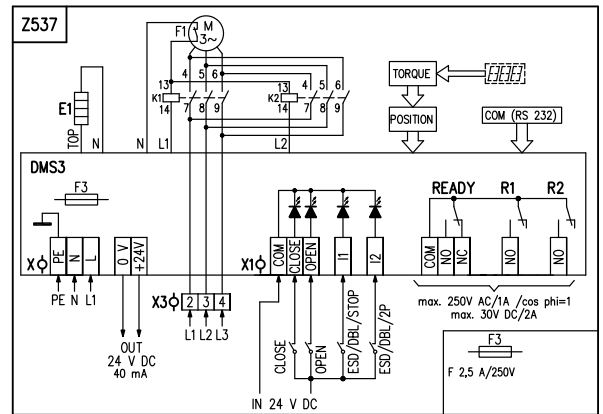 Z537
F1
M
3~
4 5 6
4 5 6
13
13
K1
K2
14
14
7 8 9
7 8 9
E1
TOP
N
N
L1
L2
TORQUE
POSITION
COM (RS 232)
DMS3
F3
READY R1 R2
X
PE
N
L
0 V
+24V
X1
COM
CLOSE
OPEN
I1
I2
COM
NO
NC
NO
NO
PE N L1
X3
2 3 4
L1 L2 L3
OUT
24 V DC
40 mA
CLOSE
OPEN
ESD/DBL/STOP
ESD/DBL/2P
IN 24 V DC
max. 250V AC/1A /cos phi=1
max. 30V DC/2A
F3
F 2,5 A/250V